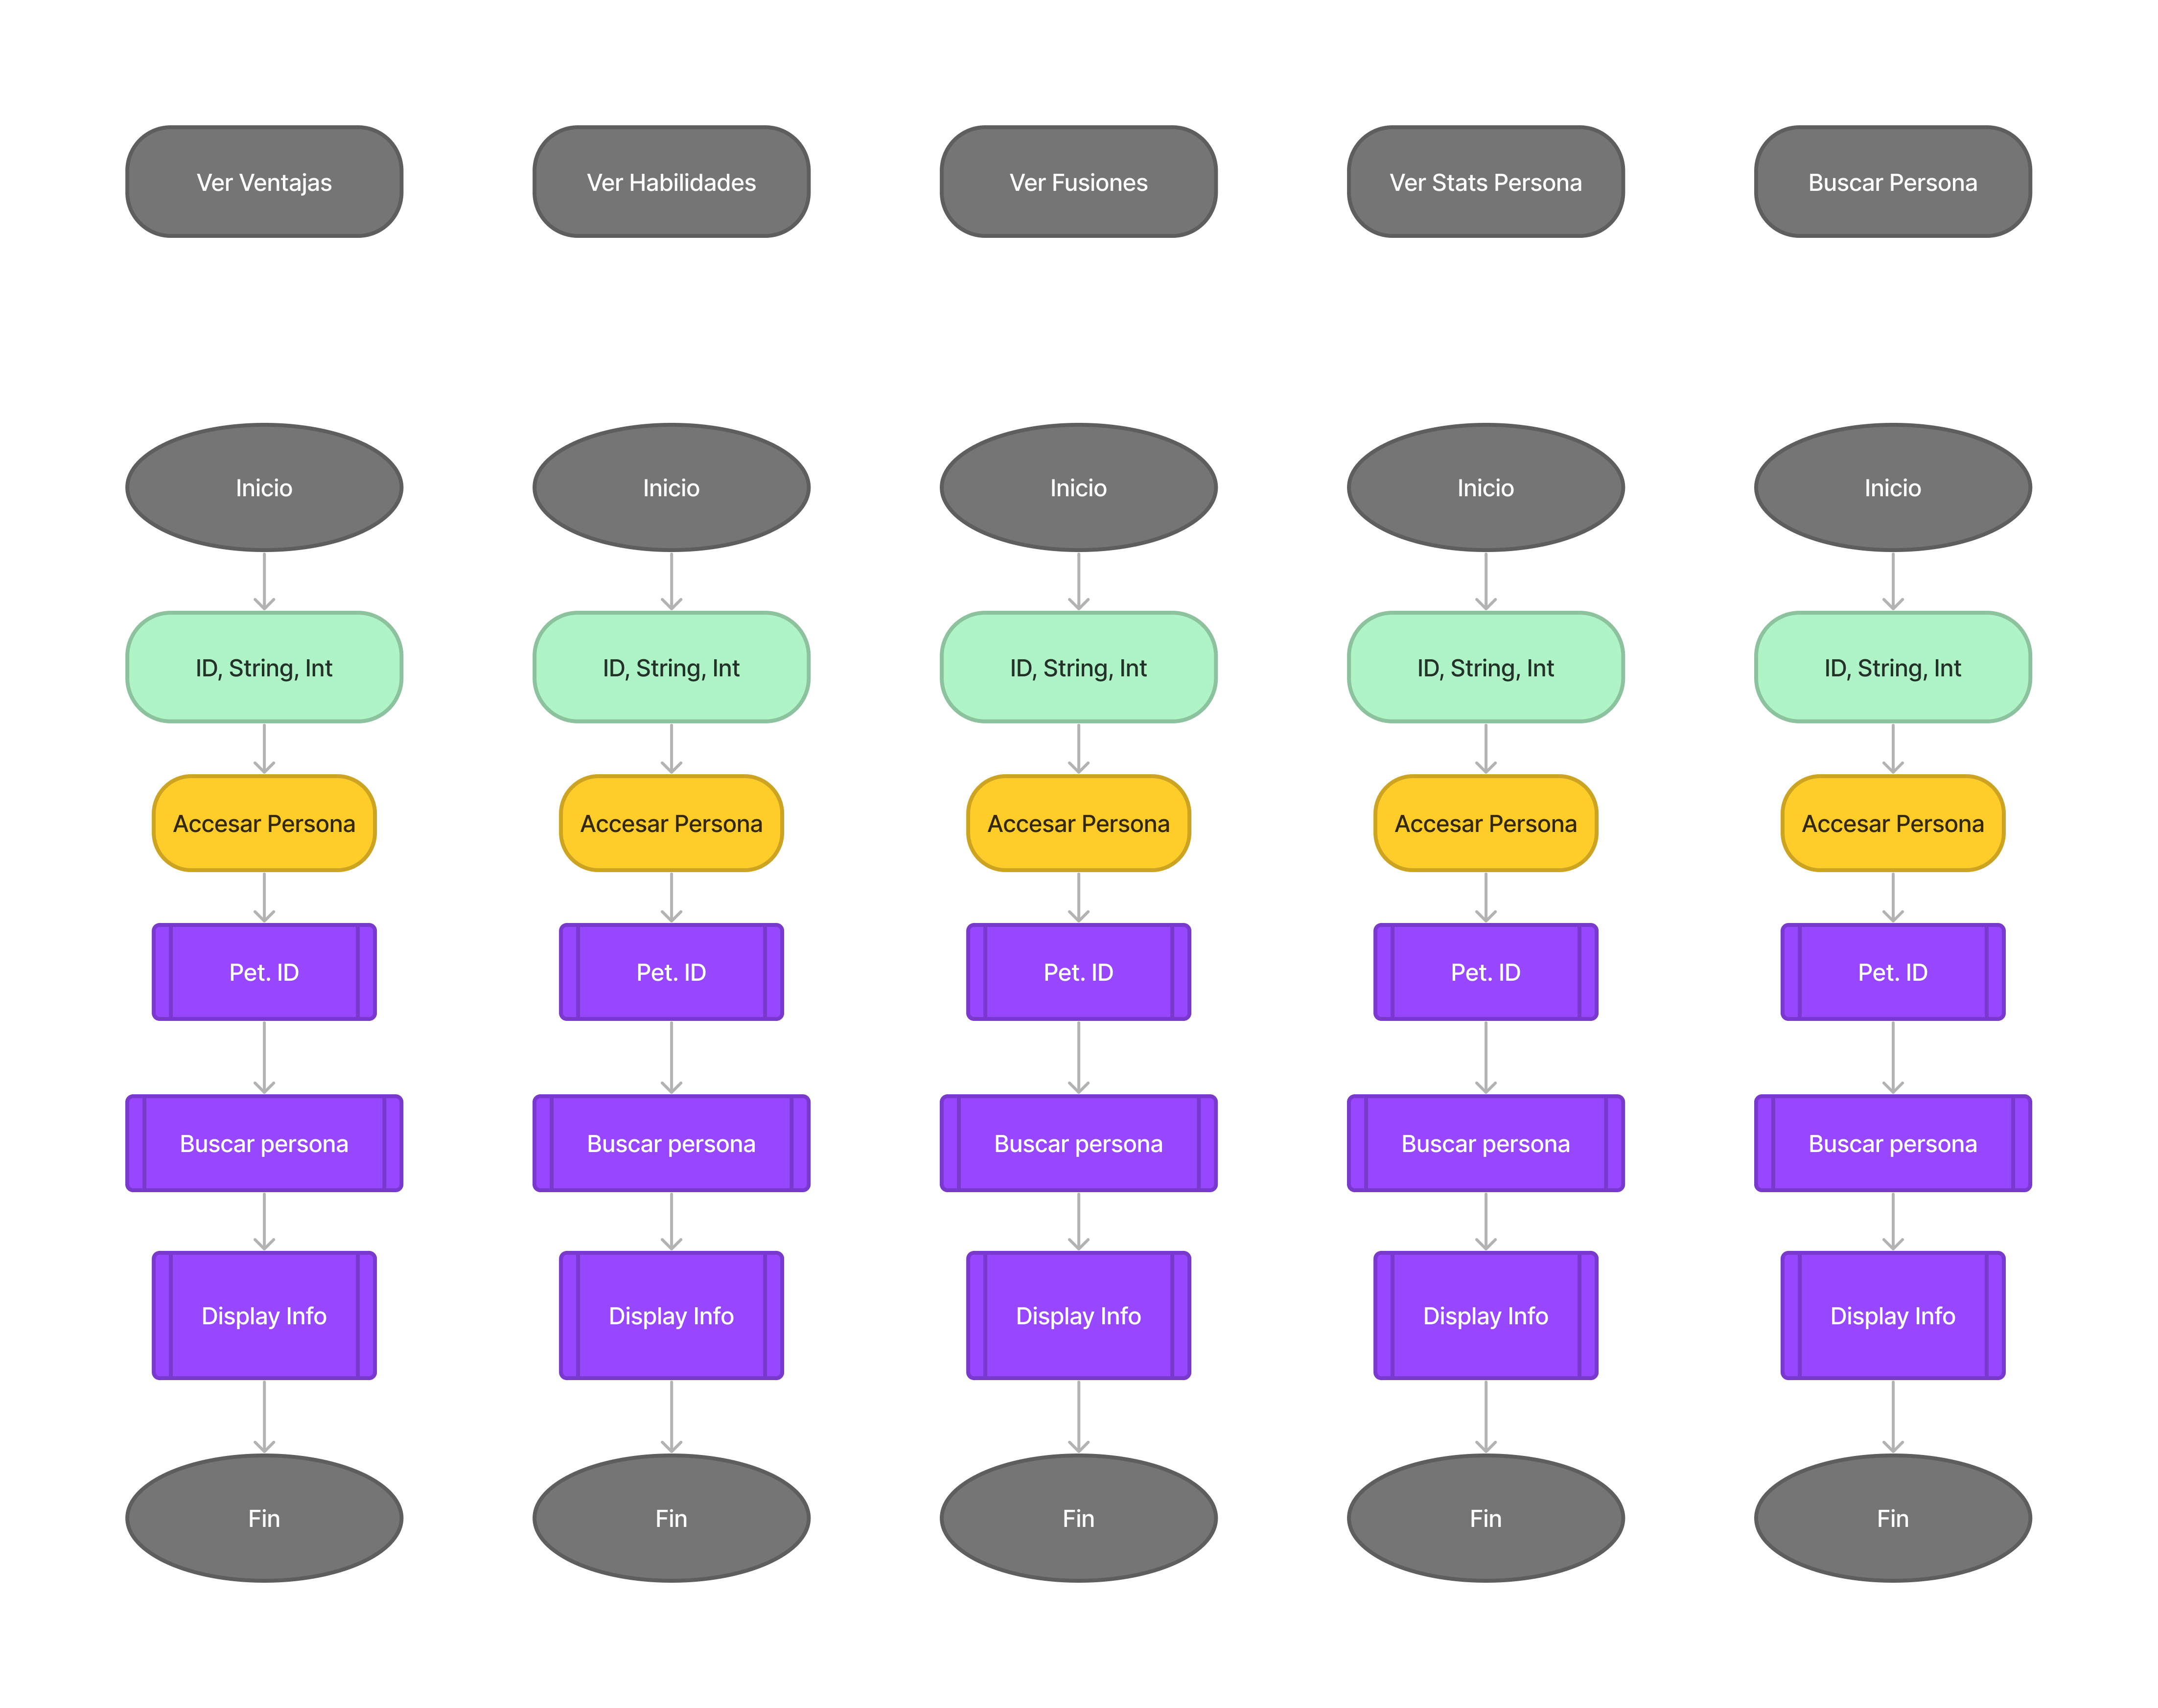 Ver Ventajas
Ver Habilidades
Ver Fusiones
Ver Stats Persona
Buscar Persona
Inicio
Inicio
Inicio
Inicio
Inicio
ID, String, Int
ID, String, Int
ID, String, Int
ID, String, Int
ID, String, Int
Accesar Persona
Accesar Persona
Accesar Persona
Accesar Persona
Accesar Persona
Pet. ID
Pet. ID
Pet. ID
Pet. ID
Pet. ID
Buscar persona
Buscar persona
Buscar persona
Buscar persona
Buscar persona
Display Info
Display Info
Display Info
Display Info
Display Info
Fin
Fin
Fin
Fin
Fin